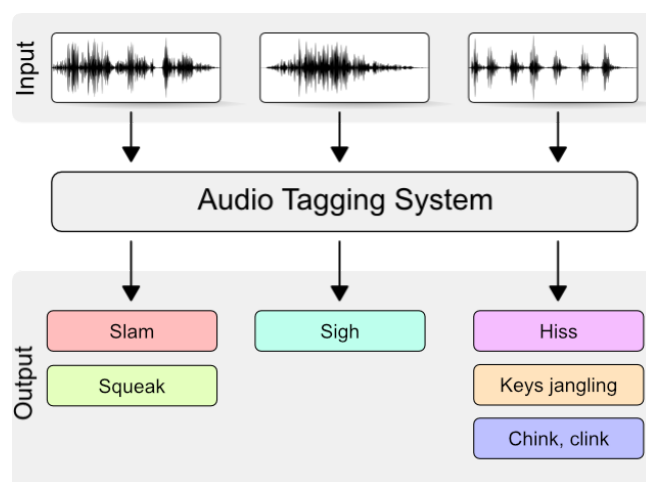 Input
Audio Tagging System
Output
Slam
Sigh
Hiss
Squeak
Keys jangling
Chink, clink